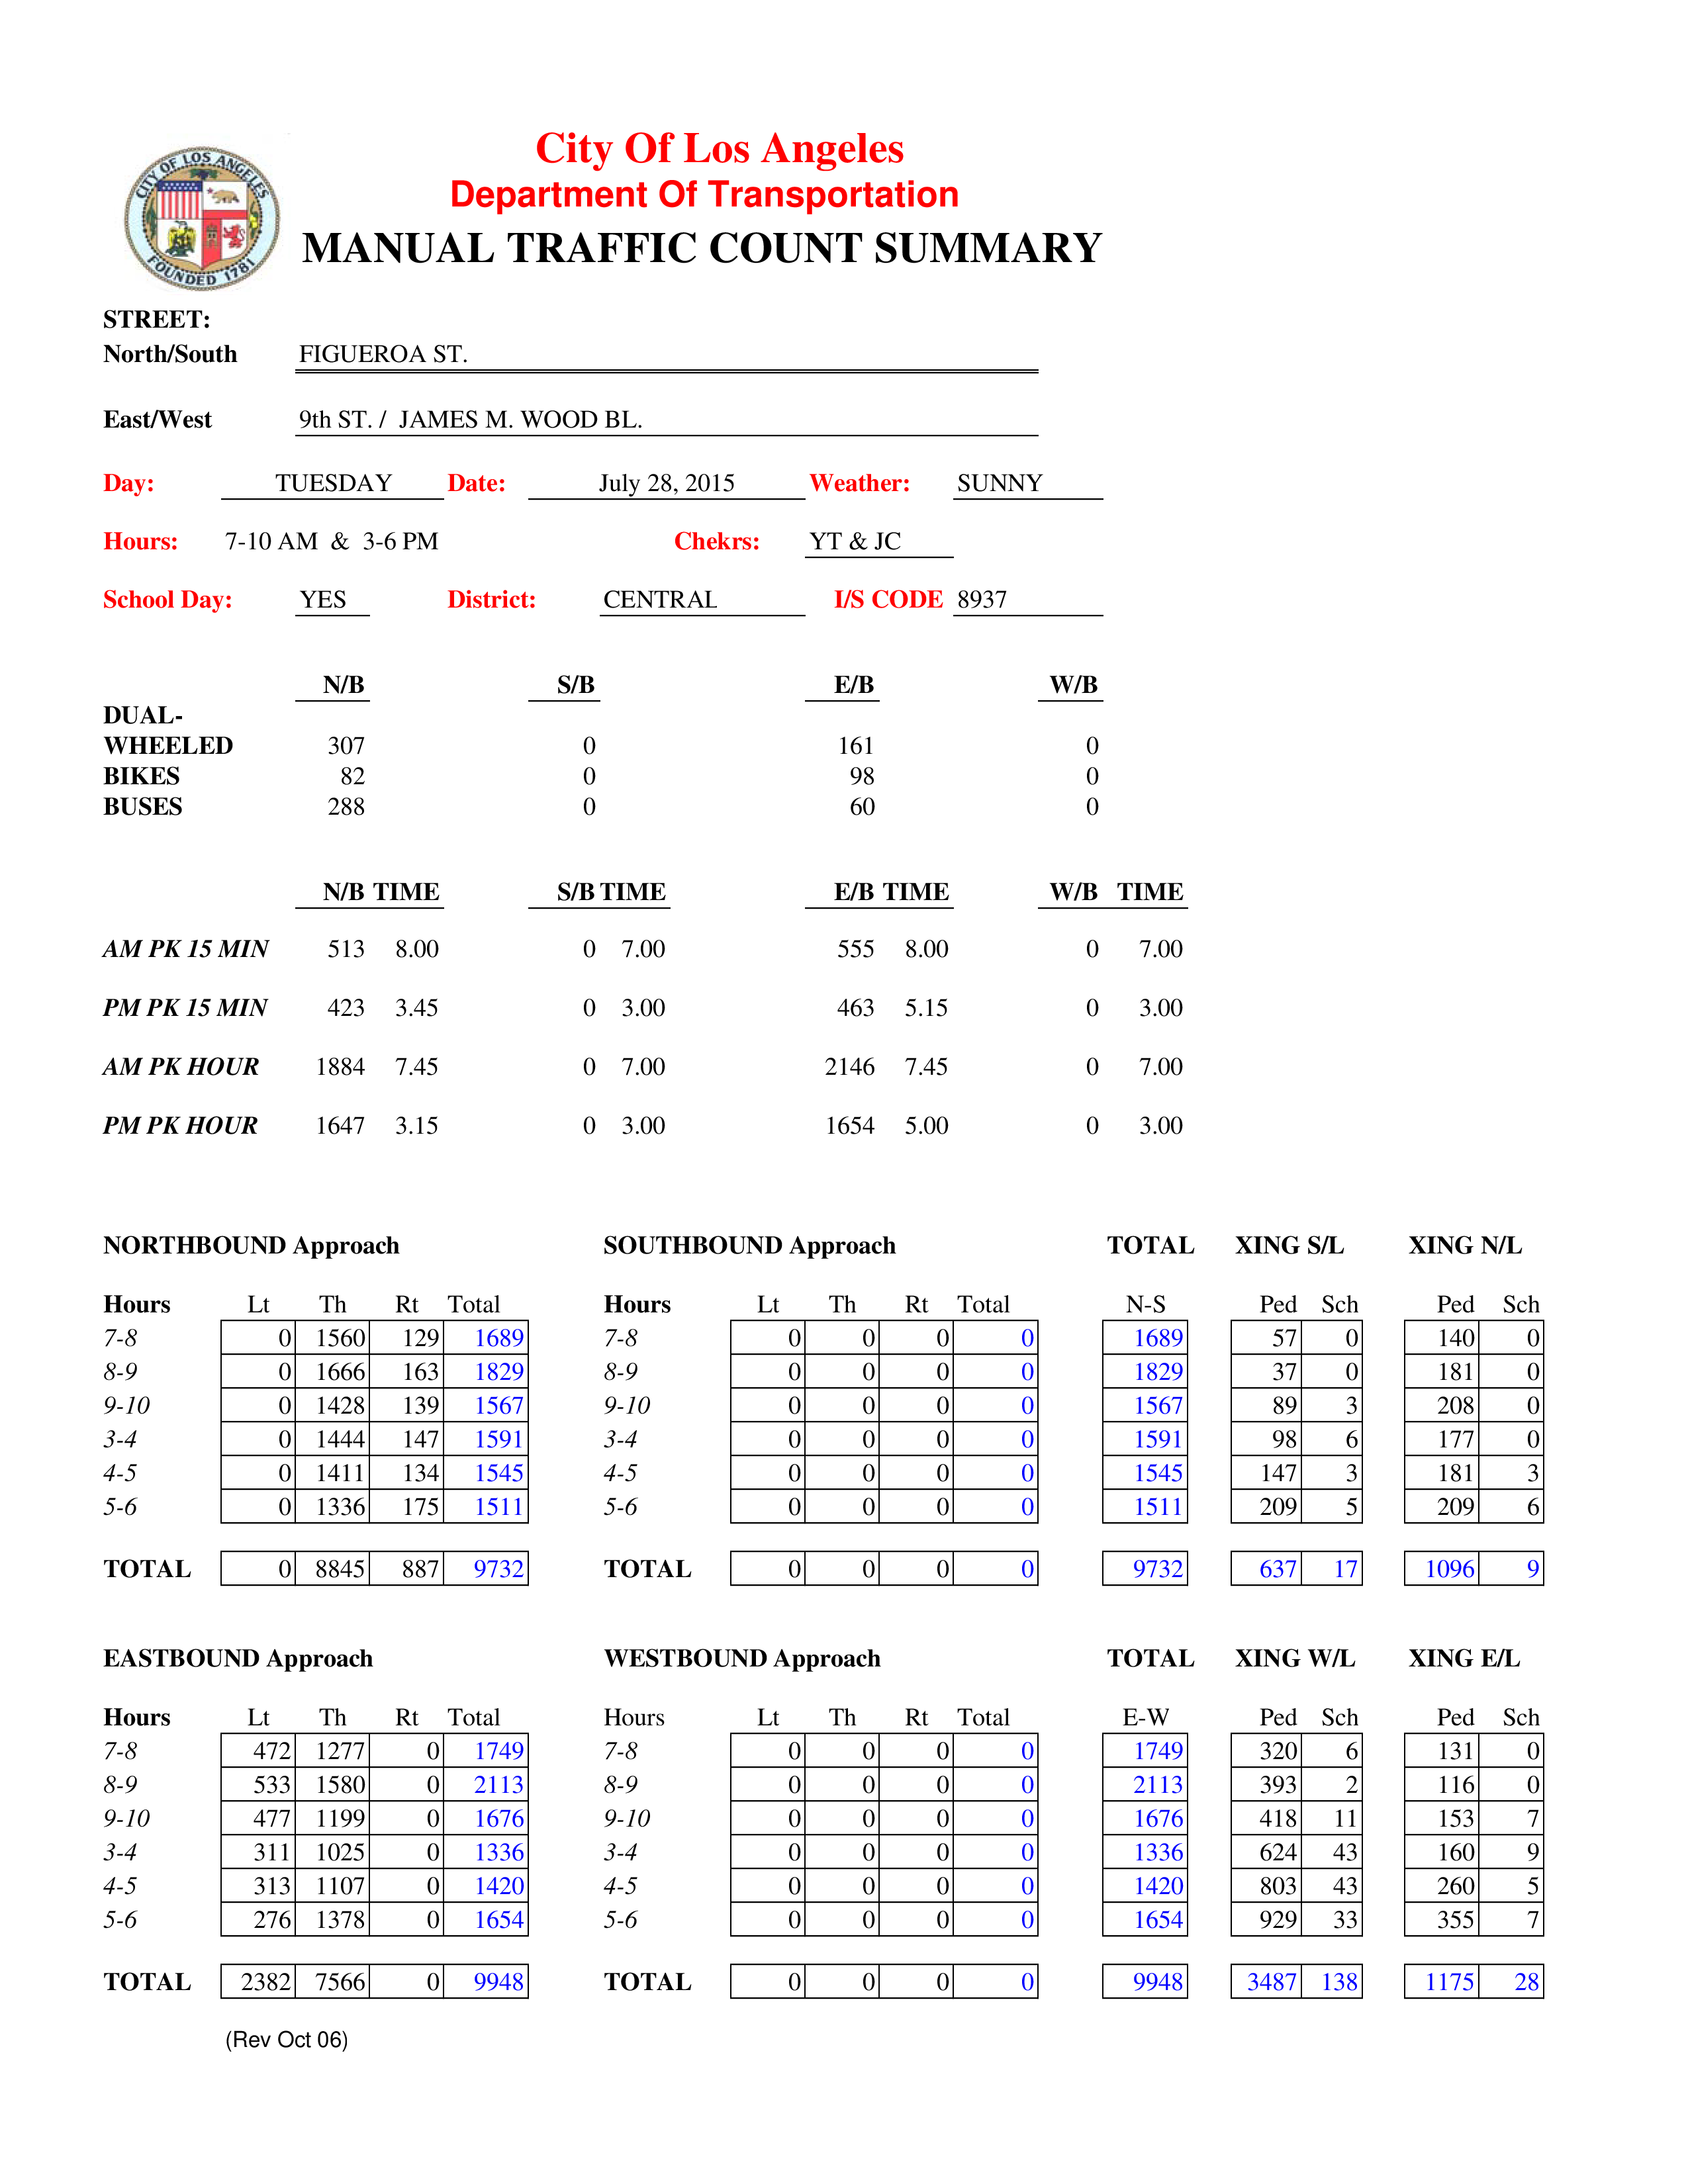 City Of Los Angeles
Department Of Transportation
MANUAL TRAFFIC COUNT SUMMARY
CITY OF LOS ANGELES
FOUNDED 1781
STREET:
North/South FIGUEROA ST.
East/West 9th ST. / JAMES M. WOOD BL.
Day: TUESDAY Date: July 28, 2015 Weather: SUNNY
Hours: 7-10 AM & 3-6 PM Chekrs: YT & JC
School Day: YES District: CENTRAL I/S CODE 8937
N/B S/B E/B W/B
DUAL-
WHEELED 307 0 161 0
BIKES 82 0 98 0
BUSES 288 0 60 0
N/B TIME S/B TIME E/B TIME W/B TIME
AM PK 15 MIN 513 8.00 0 7.00 555 8.00 0 7.00
PM PK 15 MIN 423 3.45 0 3.00 463 5.15 0 3.00
AM PK HOUR 1884 7.45 0 7.00 2146 7.45 0 7.00
PM PK HOUR 1647 3.15 0 3.00 1654 5.00 0 3.00
NORTHBOUND Approach SOUTHBOUND Approach TOTAL XING S/L XING N/L
Hours Lt Th Rt Total Hours Lt Th Rt Total N-S Ped Sch Ped Sch
7-8 0 1560 129 1689 7-8 0 0 0 0 1689 57 0 140 0
8-9 0 1666 163 1829 8-9 0 0 0 0 1829 37 0 181 0
9-10 0 1428 139 1567 9-10 0 0 0 0 1567 89 3 208 0
3-4 0 1444 147 1591 3-4 0 0 0 0 1591 98 6 177 0
4-5 0 1411 134 1545 4-5 0 0 0 0 1545 147 3 181 3
5-6 0 1336 175 1511 5-6 0 0 0 0 1511 209 5 209 6
TOTAL 0 8845 887 9732 TOTAL 0 0 0 0 9732 637 17 1096 9
EASTBOUND Approach WESTBOUND Approach TOTAL XING W/L XING E/L
Hours Lt Th Rt Total Hours Lt Th Rt Total E-W Ped Sch Ped Sch
7-8 472 1277 0 1749 7-8 0 0 0 0 1749 320 6 131 0
8-9 533 1580 0 2113 8-9 0 0 0 0 2113 393 2 116 0
9-10 477 1199 0 1676 9-10 0 0 0 0 1676 418 11 153 7
3-4 311 1025 0 1336 3-4 0 0 0 0 1336 624 43 160 9
4-5 313 1107 0 1420 4-5 0 0 0 0 1420 803 43 260 5
5-6 276 1378 0 1654 5-6 0 0 0 0 1654 929 33 355 7
TOTAL 2382 7566 0 9948 TOTAL 0 0 0 0 9948 3487 138 1175 28
(Rev Oct 06)